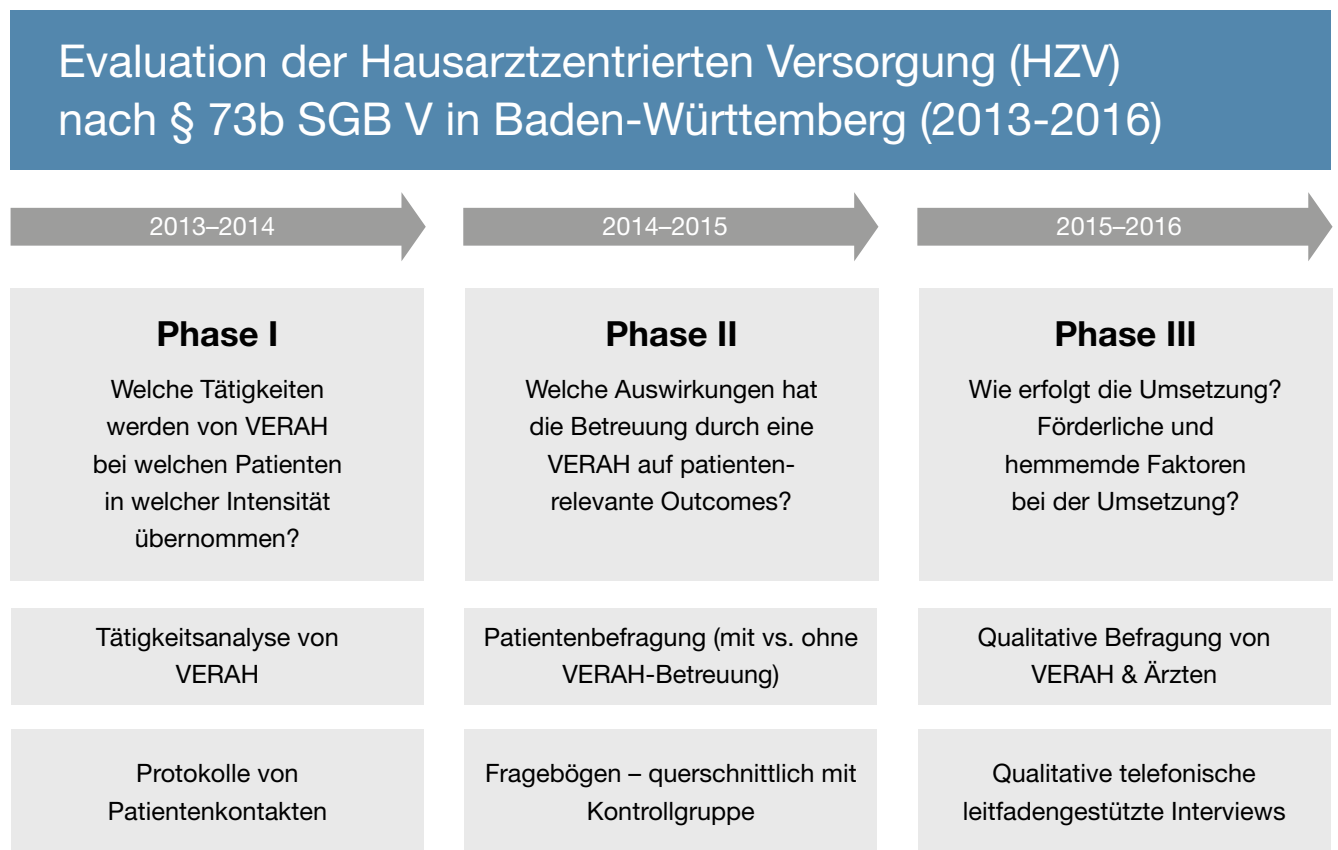 Evaluation der Hausarztzentrierten Versorgung (HZV)
nach § 73b SGB V in Baden-Württemberg (2013-2016)
2013–2014
2014–2015
2015–2016
Phase I
Welche Tätigkeiten
werden von VERAH
bei welchen Patienten
in welcher Intensität
übernommen?
Phase II
Welche Auswirkungen hat
die Betreuung durch eine
VERAH auf patienten-
relevante Outcomes?
Phase III
Wie erfolgt die Umsetzung?
Förderliche und
hemmemde Faktoren
bei der Umsetzung?
Tätigkeitsanalyse von
VERAH
Patientenbefragung (mit vs. ohne
VERAH-Betreuung)
Qualitative Befragung von
VERAH & Ärzten
Protokolle von
Patientenkontakten
Fragebögen – querschnittlich mit
Kontrollgruppe
Qualitative telefonische
leitfadengestützte Interviews